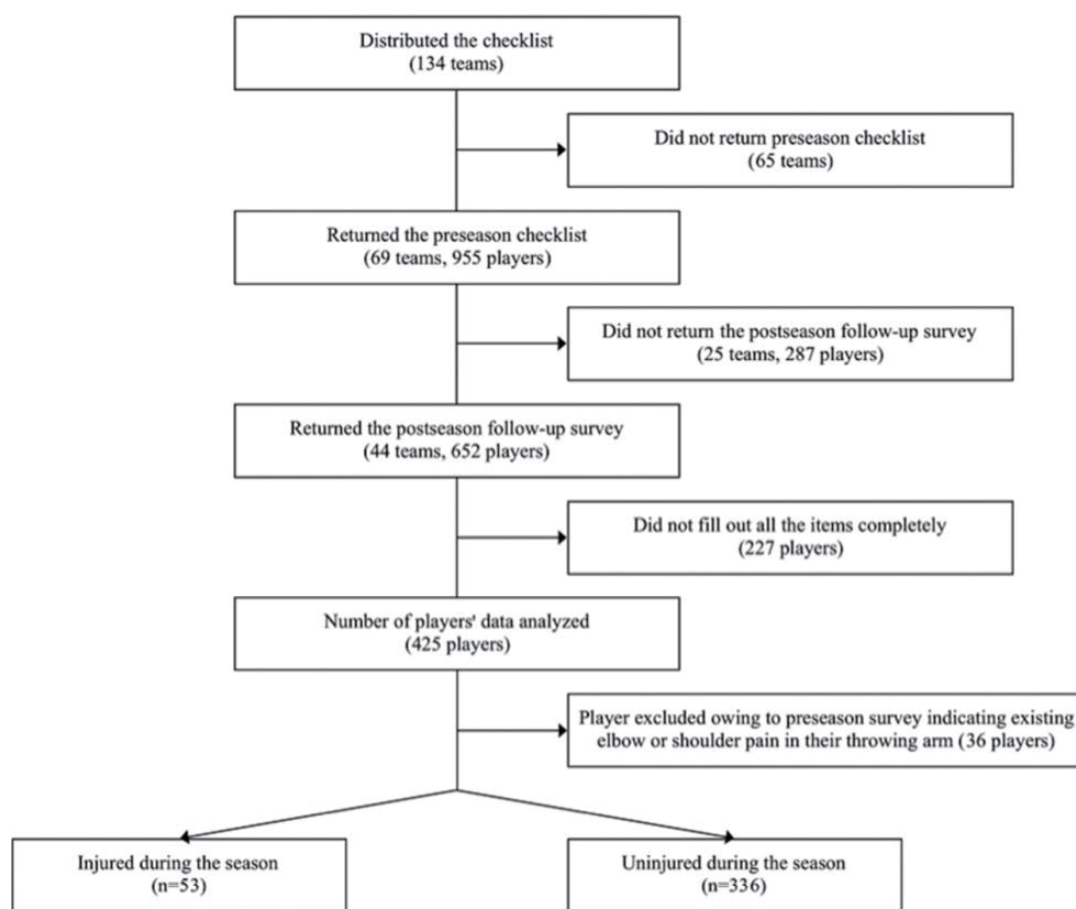 Distributed the checklist
(134 teams)
Did not return preseason checklist
(65 teams)
Returned the preseason checklist
(69 teams, 955 players)
Did not return the postseason follow-up survey
(25 teams, 287 players)
Returned the postseason follow-up survey
(44 teams, 652 players)
Did not fill out all the items completely
(227 players)
Number of players' data analyzed
(425 players)
Player excluded owing to preseason survey indicating existing
elbow or shoulder pain in their throwing arm (36 players)
Injured during the season
(n=53)
Uninjured during the season
(n=336)